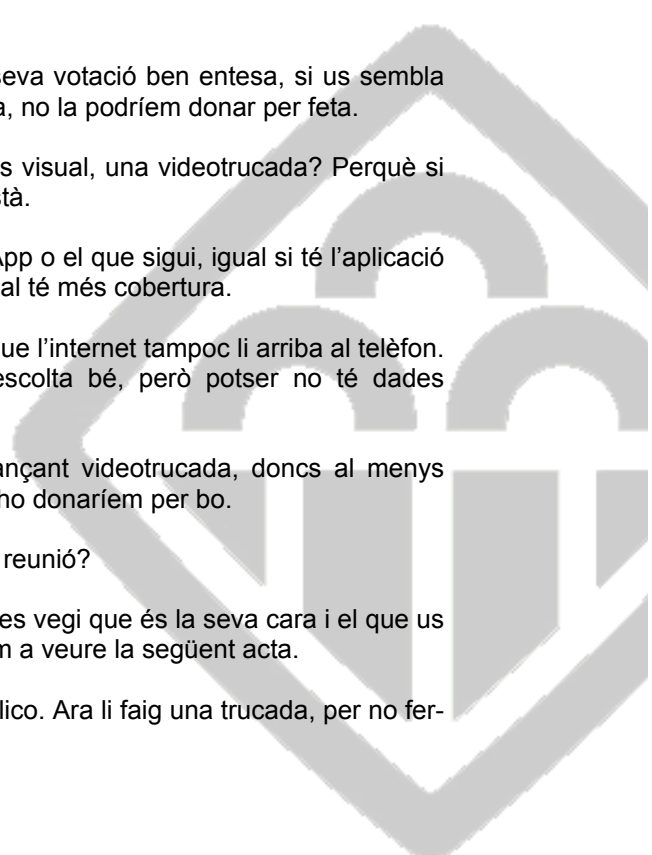 seva votació ben entesa, si us sembla
a, no la podríem donar per feta.
s visual, una videotrucada? Perquè si
stà.
App o el que sigui, igual si té l’aplicació
al té més cobertura.
ue l’internet tampoc li arriba al telèfon.
escolta bé, però potser no té dades
ançant videotrucada, doncs al menys
ho donaríem per bo.
reunió?
es vegi que és la seva cara i el que us
m a veure la següent acta.
lico. Ara li faig una trucada, per no fer-